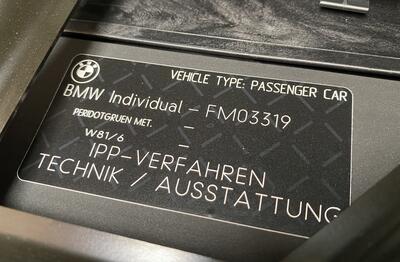 VEHICLE TYPE: PASSENGER CAR
BMW Individual - FM03319
PERIDOTGRUEN MET. -
W81/6 -
IPP-VERFAHREN
TECHNIK / AUSSTATTUNG